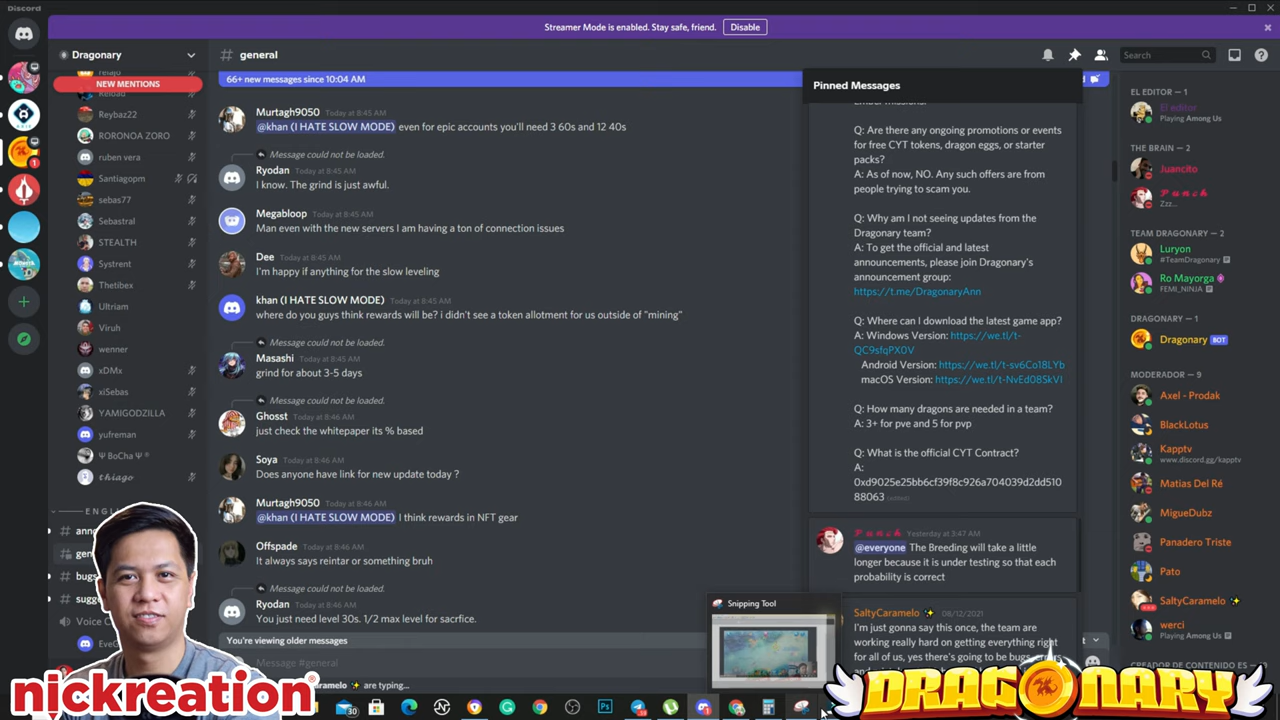 Discord
Streamer Mode is enabled. Stay safe, friend.
Disable
Dragonary
NEW MENTIONS
Reload
Reybaz22
RORONOA ZORO
ruben vera
Santiagopm
sebas77
Sebastral
STEALTH
Systrent
Thetibex
Ultriam
Viruh
wenner
xDMx
xiSebas
YAMIGODZILLA
yufreman
Ψ BoCha Ψ ®
thiago
# general
Search
66+ new messages since 10:04 AM
Murtagh9050 Today at 8:45 AM
@khan (I HATE SLOW MODE) even for epic accounts you'll need 3 60s and 12 40s
Message could not be loaded.
Ryodan Today at 8:45 AM
I know. The grind is just awful.
Megabloop Today at 8:45 AM
Man even with the new servers I am having a ton of connection issues
Dee Today at 8:45 AM
I'm happy if anything for the slow leveling
khan (I HATE SLOW MODE) Today at 8:45 AM
where do you guys think rewards will be? i didn't see a token allotment for us outside of "mining"
Message could not be loaded.
Masashi Today at 8:45 AM
grind for about 3-5 days
Message could not be loaded.
Ghosst Today at 8:46 AM
just check the whitepaper its % based
Soya Today at 8:46 AM
Does anyone have link for new update today ?
Murtagh9050 Today at 8:46 AM
@khan (I HATE SLOW MODE) I think rewards in NFT gear
Offspade Today at 8:46 AM
It always says reintar or something bruh
Message could not be loaded.
Ryodan Today at 8:46 AM
You just need level 30s. 1/2 max level for sacrfice.
You're viewing older messages
Message #general
aramelo ✨ are typing...
Pinned Messages
Q: Are there any ongoing promotions or events
for free CYT tokens, dragon eggs, or starter
packs?
A: As of now, NO. Any such offers are from
people trying to scam you.
Q: Why am I not seeing updates from the
Dragonary team?
A: To get the official and latest
announcements, please join Dragonary's
announcement group:
https://t.me/DragonaryAnn
Q: Where can I download the latest game app?
A: Windows Version: https://we.tl/t-
QC9sfqPX0V
Android Version: https://we.tl/t-sv6Co18LYb
macOS Version: https://we.tl/t-NvEd08SkVI
Q: How many dragons are needed in a team?
A: 3+ for pve and 5 for pvp
Q: What is the official CYT Contract?
A:
0xd9025e25bb6cf39f8c926a704039d2dd510
88063 (edited)
Yesterday at 3:47 AM
@everyone The Breeding will take a little
longer because it is under testing so that each
probability is correct
SaltyCaramelo ✨ 08/12/2021
I'm just gonna say this once, the team are
working really hard on getting everything right
for all of us, yes there's going to be bugs, errors
Snipping Tool
EL EDITOR — 1
El editor
Playing Among Us
THE BRAIN — 2
Juancito
Zzz...
TEAM DRAGONARY — 2
Luryon
#TeamDragonary
Ro Mayorga
FEMI_NINJA
DRAGONARY — 1
Dragonary BOT
MODERADOR — 9
Axel - Prodak
BlackLotus
Kapptv
www.discord.gg/kapptv
Matias Del Ré
MigueDubz
Panadero Triste
Pato
SaltyCaramelo ✨
werci
Playing Among Us
CREADOR DE CONTENIDO ES
nickreation®
DRAGONARY